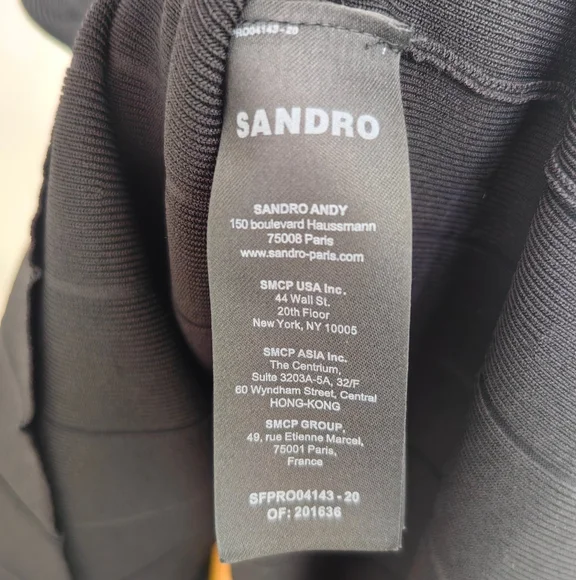 PRO04143-20
SANDRO
SANDRO ANDY
150 boulevard Haussmann
75008 Paris
www.sandro-paris.com
SMCP USA Inc.
44 Wall St.
20th Floor
New York, NY 10005
SMCP ASIA Inc.
The Centrium,
Suite 3203A-5A, 32/F
60 Wyndham Street, Central
HONG-KONG
SMCP GROUP,
49, rue Etienne Marcel,
75001 Paris,
France
SFPRO04143 - 20
OF: 201636